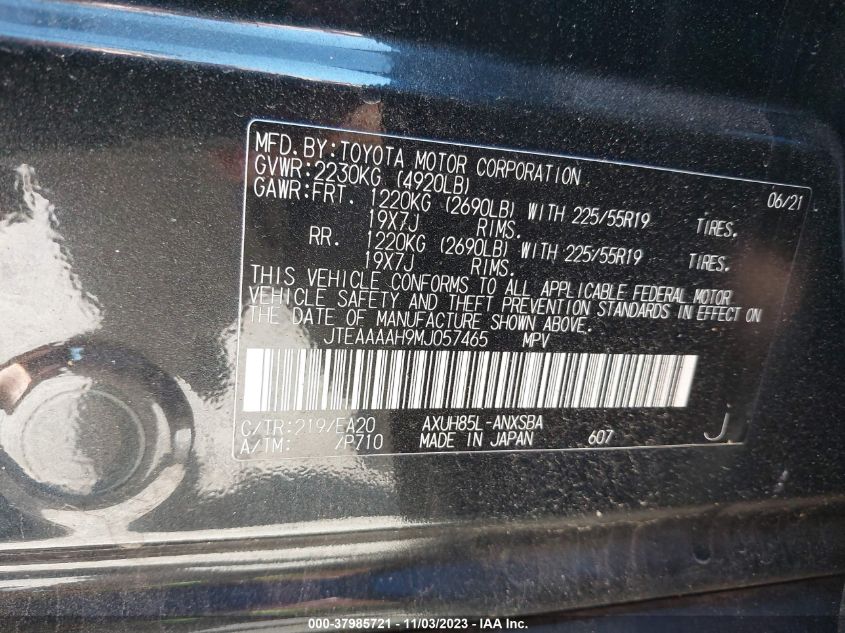 MFD.BY:TOYOTA MOTOR CORPORATION 06/21
GVWR:2230KG (4920LB)
GAWR:FRT. 1220KG (2690LB) WITH 225/55R19 TIRES.
19X7J RIMS.
RR. 1220KG (2690LB) WITH 225/55R19 TIRES.
19X7J RIMS.
THIS VEHICLE CONFORMS TO ALL APPLICABLE FEDERAL MOTOR
VEHICLE SAFETY AND THEFT PREVENTION STANDARDS IN EFFECT ON
THE DATE OF MANUFACTURE SHOWN ABOVE.
JTEAAAAH9MJ057465 MPV
C/TR:219/EA20 AXUH85L-ANXSBA
A/TM: /P710 MADE IN JAPAN 607 J
000-37985721 - 11/03/2023 - IAA Inc.